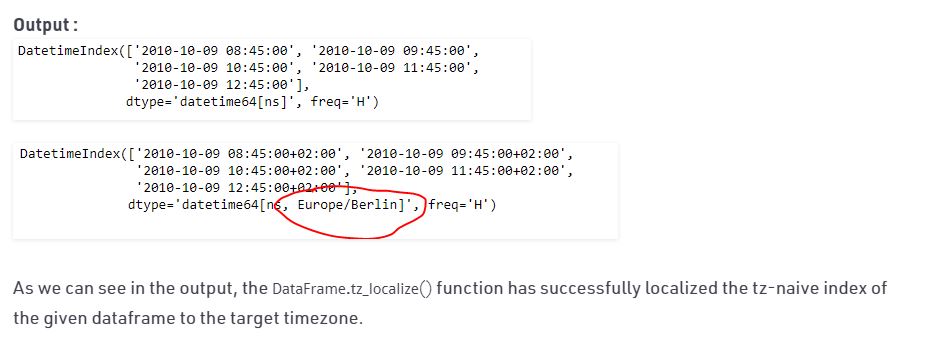 Output :
DatetimeIndex(['2010-10-09 08:45:00', '2010-10-09 09:45:00',
'2010-10-09 10:45:00', '2010-10-09 11:45:00',
'2010-10-09 12:45:00'],
dtype='datetime64[ns]', freq='H')
DatetimeIndex(['2010-10-09 08:45:00+02:00', '2010-10-09 09:45:00+02:00',
'2010-10-09 10:45:00+02:00', '2010-10-09 11:45:00+02:00',
'2010-10-09 12:45:00+02:00'],
dtype='datetime64[ns, Europe/Berlin]', freq='H')
As we can see in the output, the DataFrame.tz_localize() function has successfully localized the tz-naive index of
the given dataframe to the target timezone.